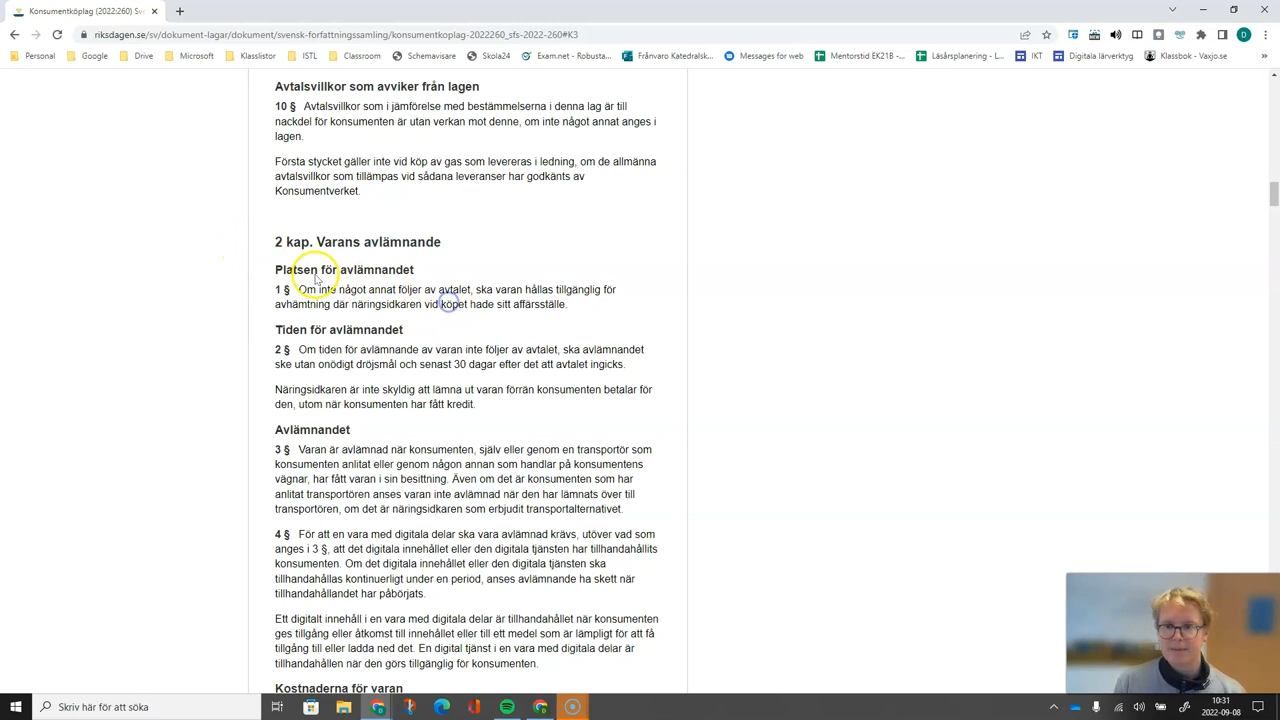 Konsumentköplag (2022:260) Sve
riksdagen.se/sv/dokument-lagar/dokument/svensk-forfattningssamling/konsumentkoplag-2022260_sfs-2022-260#K3
D
Personal
Google
Drive
Microsoft
Klasslistor
ISTL
Classroom
Schemavisare
Skola24
Exam.net - Robusta...
Frånvaro Katedralsk...
Messages for web
Mentorstid EK21B -...
Läsårsplanering - L...
IKT
Digitala lärverktyg
Klassbok - Vaxjo.se
»
Avtalsvillkor som avviker från lagen
10 § Avtalsvillkor som i jämförelse med bestämmelserna i denna lag är till
nackdel för konsumenten är utan verkan mot denne, om inte något annat anges i
lagen.
Första stycket gäller inte vid köp av gas som levereras i ledning, om de allmänna
avtalsvillkor som tillämpas vid sådana leveranser har godkänts av
Konsumentverket.
2 kap. Varans avlämnande
Platsen för avlämnandet
1 § Om inte något annat följer av avtalet, ska varan hållas tillgänglig för
avhämtning där näringsidkaren vid köpet hade sitt affärsställe.
Tiden för avlämnandet
2 § Om tiden för avlämnande av varan inte följer av avtalet, ska avlämnandet
ske utan onödigt dröjsmål och senast 30 dagar efter det att avtalet ingicks.
Näringsidkaren är inte skyldig att lämna ut varan förrän konsumenten betalar för
den, utom när konsumenten har fått kredit.
Avlämnandet
3 § Varan är avlämnad när konsumenten, själv eller genom en transportör som
konsumenten anlitat eller genom någon annan som handlar på konsumentens
vägnar, har fått varan i sin besittning. Även om det är konsumenten som har
anlitat transportören anses varan inte avlämnad när den har lämnats över till
transportören, om det är näringsidkaren som erbjudit transportalternativet.
4 § För att en vara med digitala delar ska vara avlämnad krävs, utöver vad som
anges i 3 §, att det digitala innehållet eller den digitala tjänsten har tillhandahållits
konsumenten. Om det digitala innehållet eller den digitala tjänsten ska
tillhandahållas kontinuerligt under en period, anses avlämnande ha skett när
tillhandahållandet har påbörjats.
Ett digitalt innehåll i en vara med digitala delar är tillhandahållet när konsumenten
ges tillgång eller åtkomst till innehållet eller till ett medel som är lämpligt för att få
tillgång till eller ladda ned det. En digital tjänst i en vara med digitala delar är
tillhandahållen när den görs tillgänglig för konsumenten.
Kostnaderna för varan
Skriv här för att söka
10:31
2022-09-08